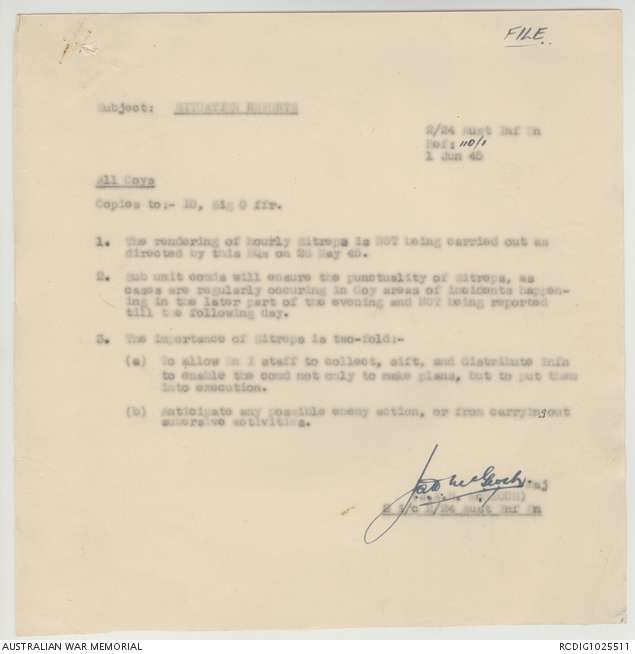 FILE.
Subject: SITUATION REPORTS
2/24 Aust Inf Bn
Ref: 110/1
1 Jun 45
All Coys
Copies to:- IO, Sig O ffr.
1. The rendering of hourly Sitreps is NOT being carried out as
directed by this HQs on 28 May 45.
2. Sub unit comds will ensure the punctuality of Sitreps, as
cases are regularly occuring in Coy areas of incidents happen-
ing in the later part of the evening and NOT being reported
till the following day.
3. The importance of Sitreps is two-fold:-
(a) To allow Bn I staff to collect, sift, and distribute infn
to enable the comd not only to make plans, but to put them
into execution.
(b) Anticipate any possible enemy action, or from carrying out
subersive activities.
Maj
2 i/c 2/24 Aust Inf Bn
AUSTRALIAN WAR MEMORIAL
RCDIG1025511